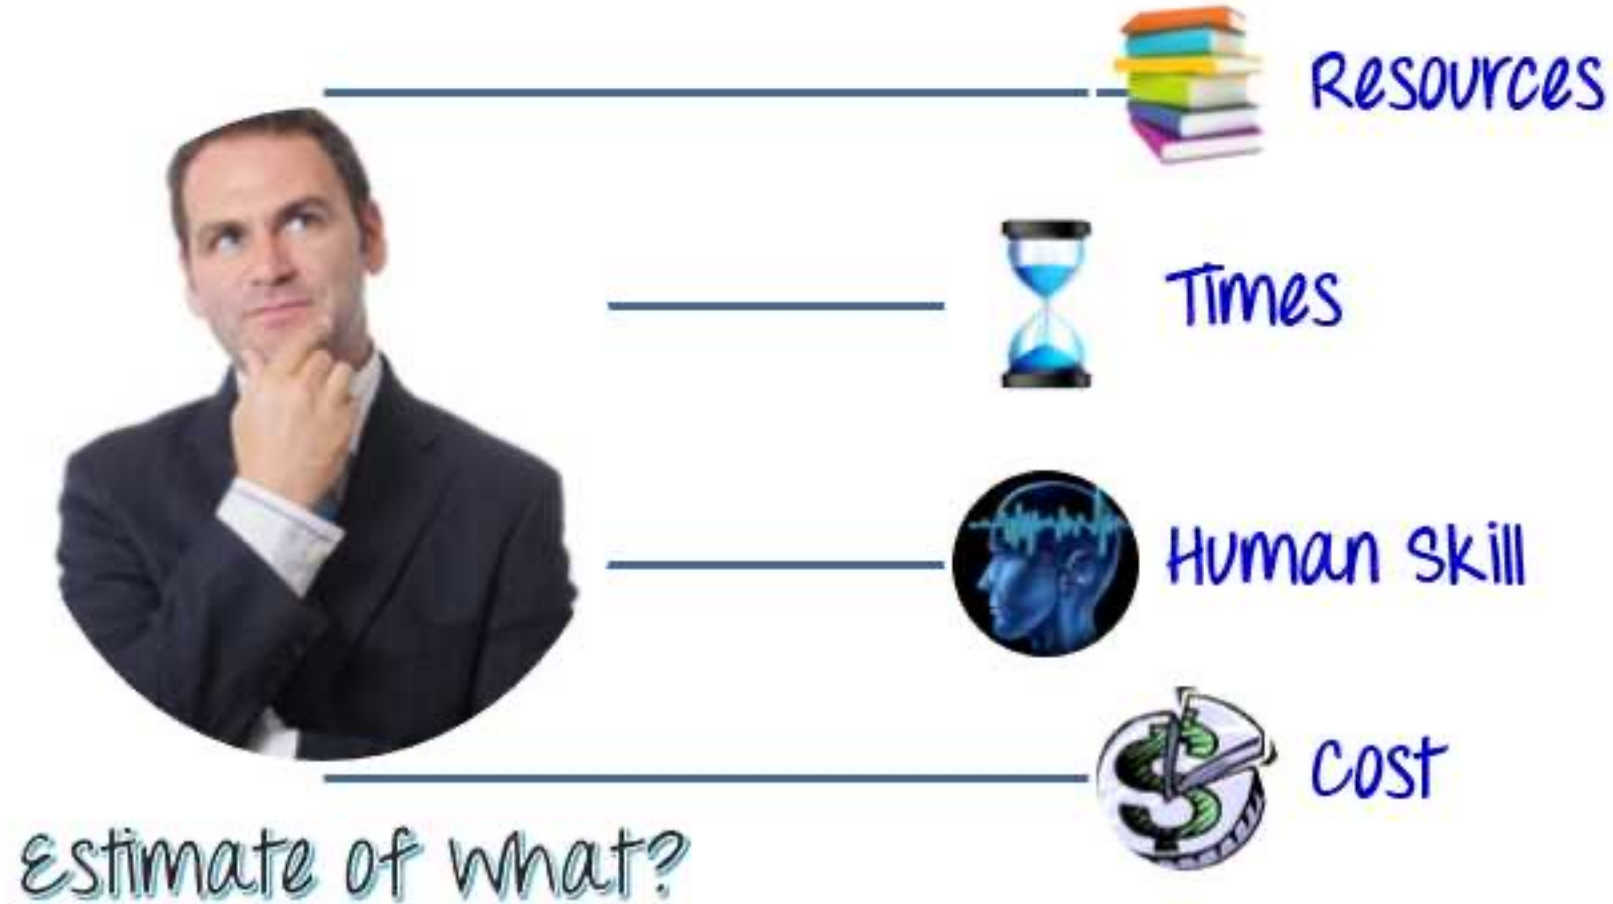 Resources
Times
Human Skill
Cost
Estimate of what?